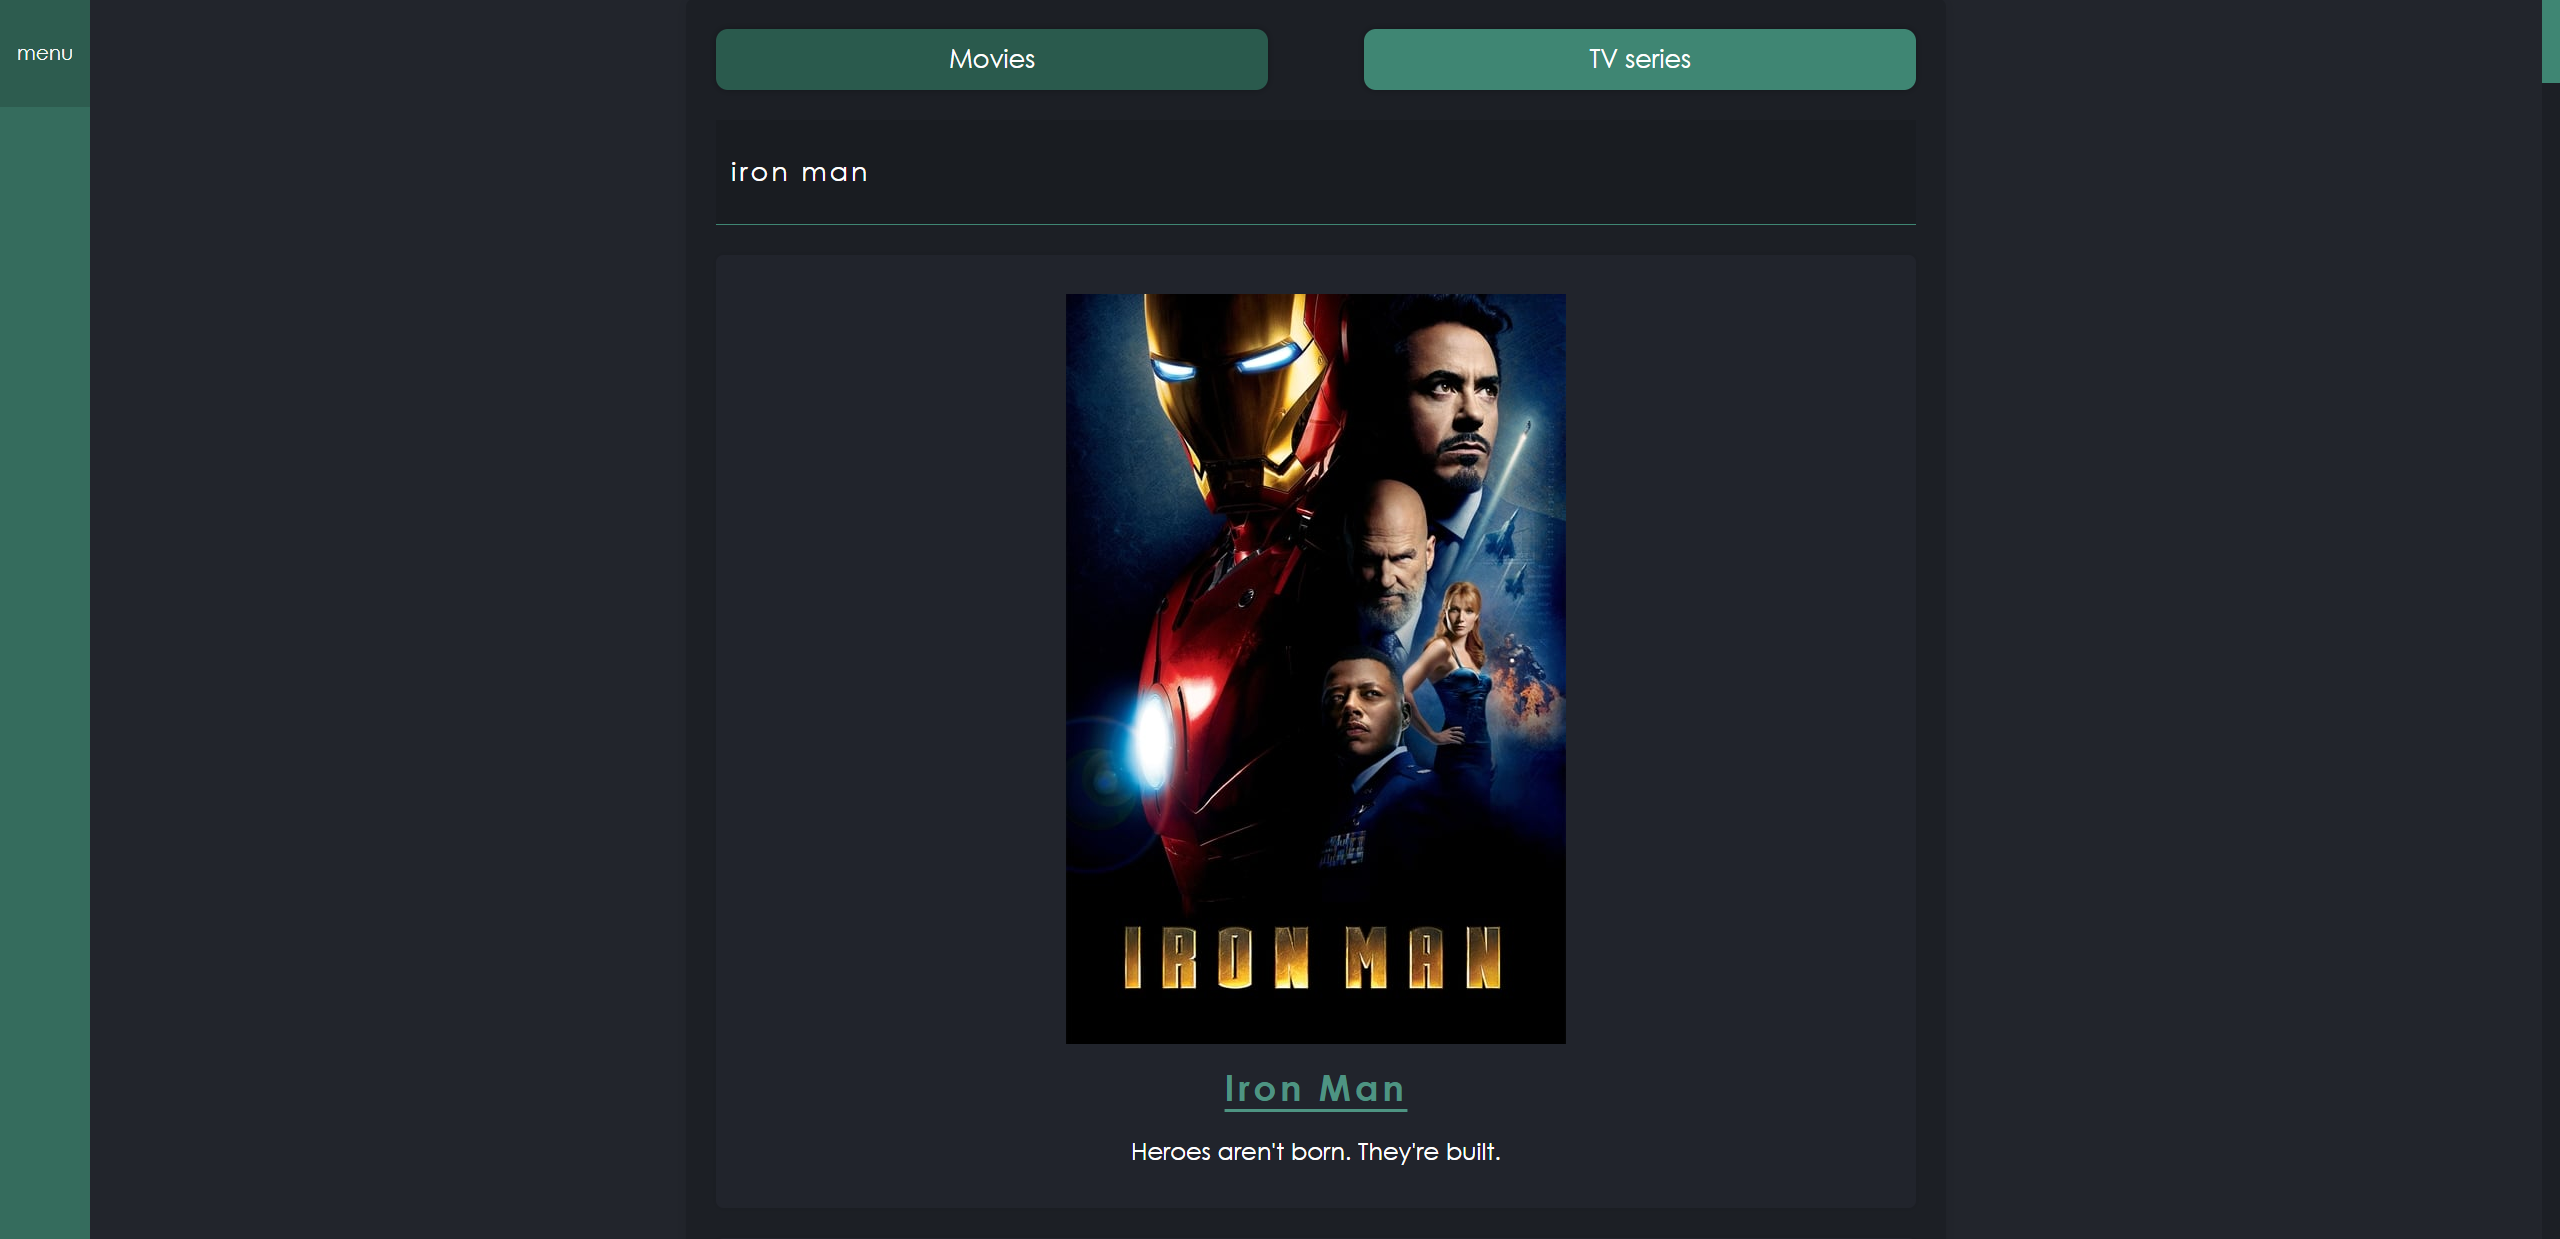 menu
Movies
TV series
iron man
IRON MAN
Iron Man
Heroes aren't born. They're built.